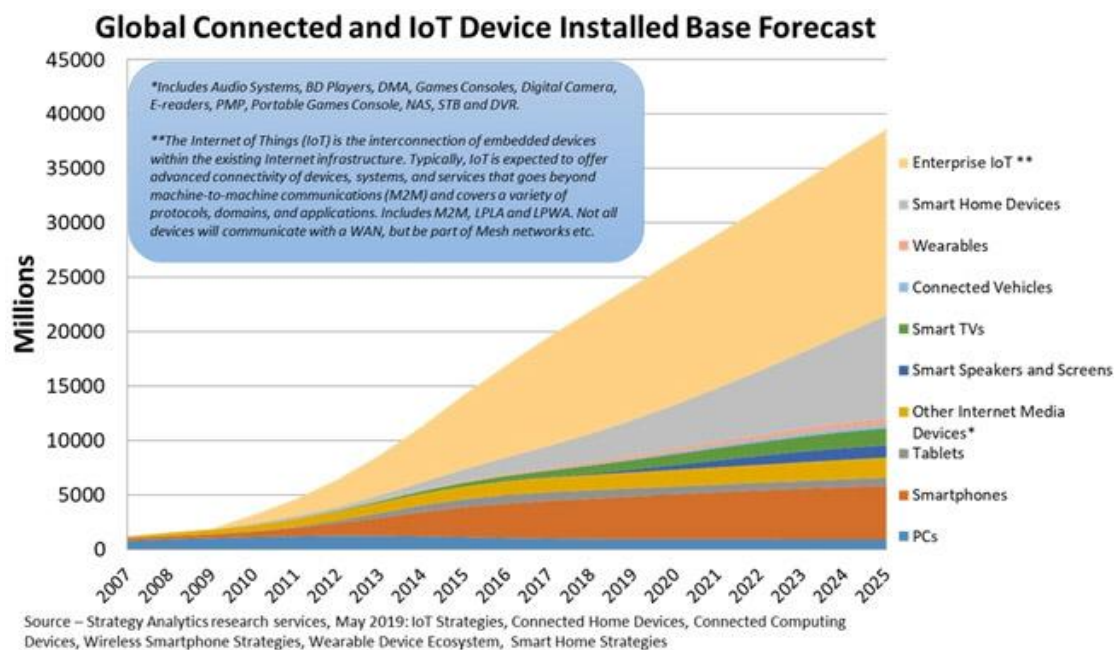 Global Connected and IoT Device Installed Base Forecast
45000
40000
35000
30000
25000
20000
15000
10000
5000
0
Millions
*Includes Audio Systems, BD Players, DMA, Games Consoles, Digital Camera,
E-readers, PMP, Portable Games Console, NAS, STB and DVR.
**The Internet of Things (IoT) is the interconnection of embedded devices
within the existing Internet infrastructure. Typically, IoT is expected to offer
advanced connectivity of devices, systems, and services that goes beyond
machine-to-machine communications (M2M) and covers a variety of
protocols, domains, and applications. Includes M2M, LPLA and LPWA. Not all
devices will communicate with a WAN, but be part of Mesh networks etc.
Enterprise IoT **
Smart Home Devices
Wearables
Connected Vehicles
Smart TVs
Smart Speakers and Screens
Other Internet Media
Devices*
Tablets
Smartphones
PCs
2007
2008
2009
2010
2011
2012
2013
2014
2015
2016
2017
2018
2019
2020
2021
2022
2023
2024
2025
Source – Strategy Analytics research services, May 2019: IoT Strategies, Connected Home Devices, Connected Computing
Devices, Wireless Smartphone Strategies, Wearable Device Ecosystem, Smart Home Strategies